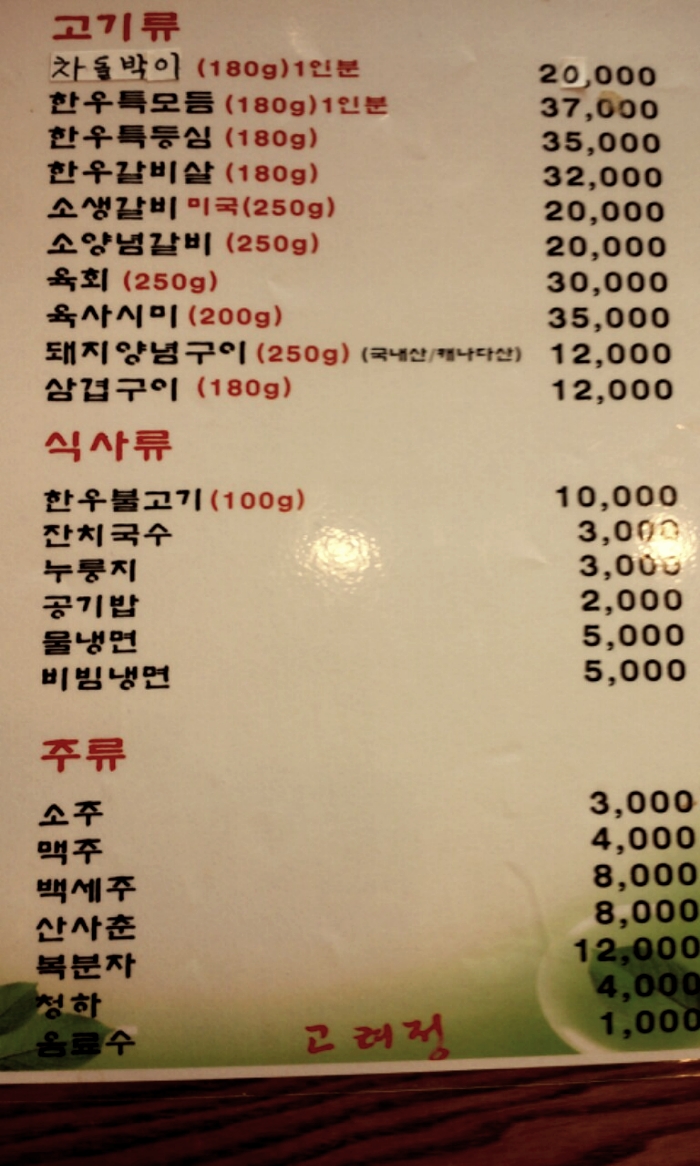 고기류
차돌박이 (180g)1인분 20,000
한우특모듬 (180g)1인분 37,000
한우특등심 (180g) 35,000
한우갈비살 (180g) 32,000
소생갈비 미국(250g) 20,000
소양념갈비 (250g) 20,000
육회 (250g) 30,000
육사시미 (200g) 35,000
돼지양념구이 (250g) (국내산/캐나다산) 12,000
삼겹구이 (180g) 12,000
식사류
한우불고기 (100g) 10,000
잔치국수 3,000
누룽지 3,000
공기밥 2,000
물냉면 5,000
비빔냉면 5,000
주류
소주 3,000
맥주 4,000
백세주 8,000
산사춘 8,000
복분자 12,000
청하 4,000
음료수 1,000
고려정